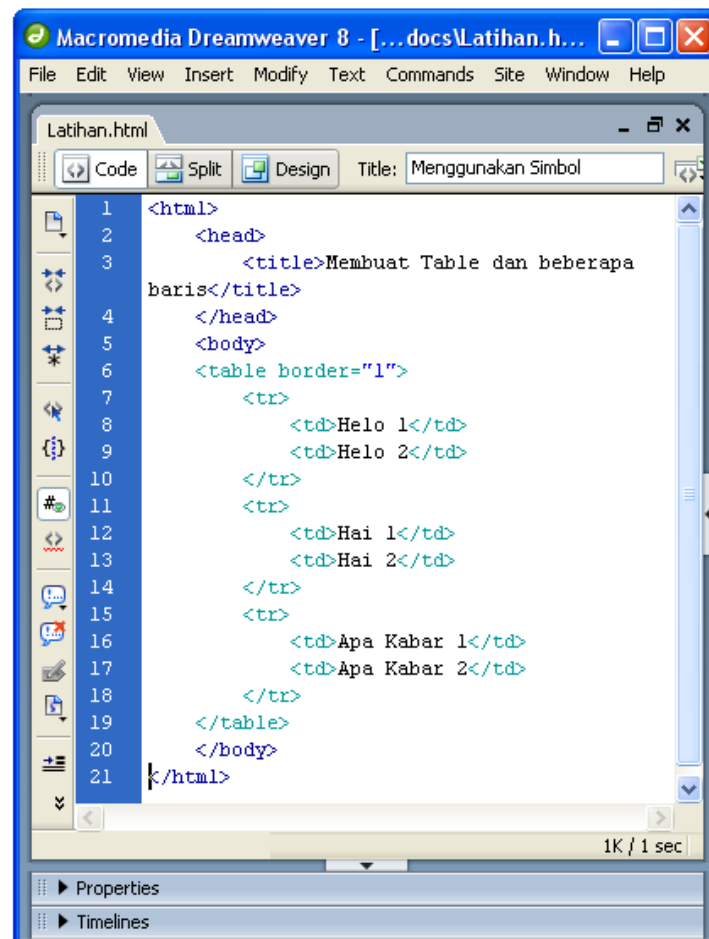 Macromedia Dreamweaver 8 - [...docs\Latihan.h...
File Edit View Insert Modify Text Commands Site Window Help
Latihan.html
Code Split Design Title: Menggunakan Simbol
1 <html>
2 <head>
3 <title>Membuat Table dan beberapa
baris</title>
4 </head>
5 <body>
6 <table border="1">
7 <tr>
8 <td>Helo 1</td>
9 <td>Helo 2</td>
10 </tr>
11 <tr>
12 <td>Hai 1</td>
13 <td>Hai 2</td>
14 </tr>
15 <tr>
16 <td>Apa Kabar 1</td>
17 <td>Apa Kabar 2</td>
18 </tr>
19 </table>
20 </body>
21 </html>
1K / 1 sec
Properties
Timelines